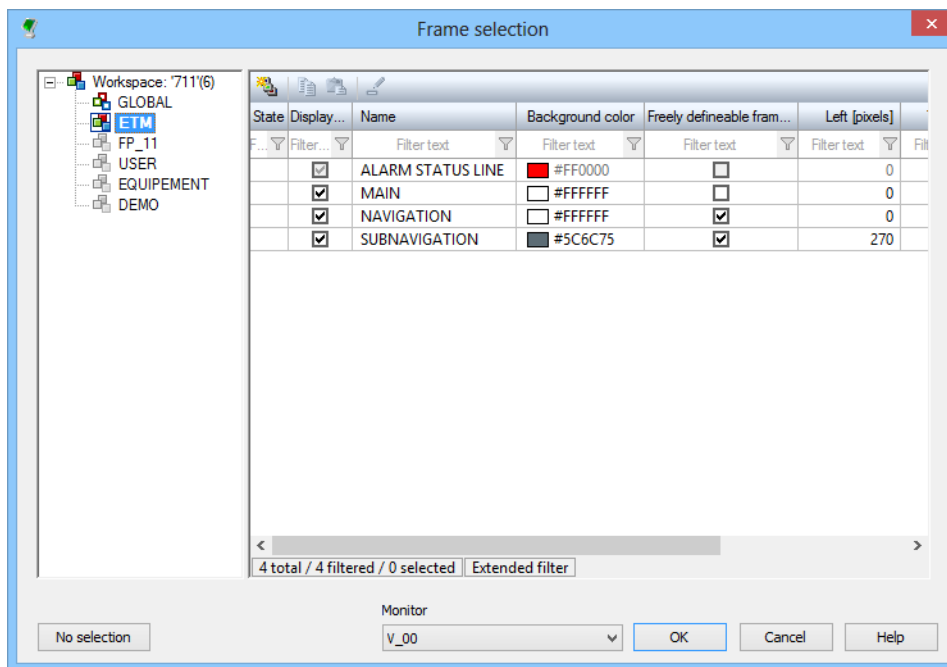 Frame selection
Workspace: '711'(6)
GLOBAL
ETM
FP_11
USER
EQUIPEMENT
DEMO
State Display... Name Background color Freely defineable fram... Left [pixels]
F... Filter... Filter text Filter text Filter text Filter text Filt
ALARM STATUS LINE #FF0000 0
MAIN #FFFFFF 0
NAVIGATION #FFFFFF 0
SUBNAVIGATION #5C6C75 270
4 total / 4 filtered / 0 selected Extended filter
Monitor
No selection V_00 OK Cancel Help